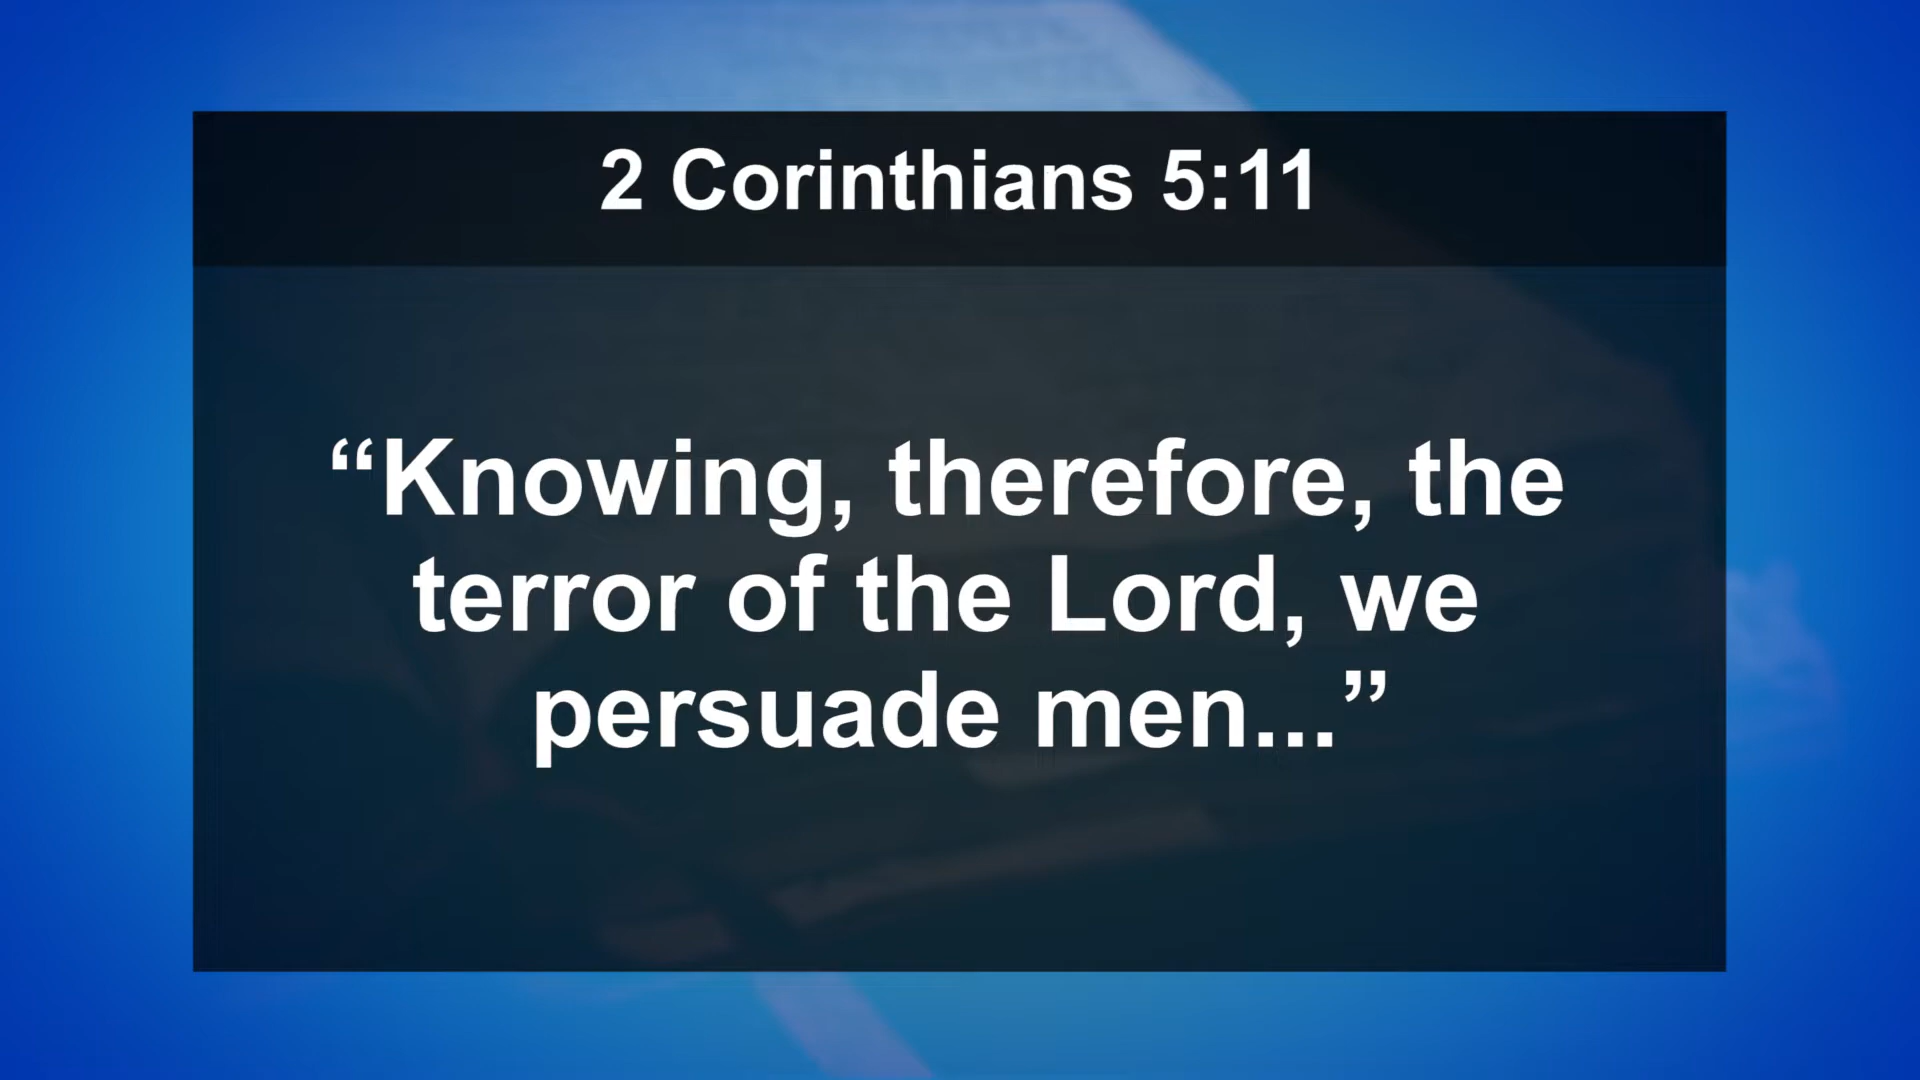 2 Corinthians 5:11
“Knowing, therefore, the
terror of the Lord, we
persuade men...”